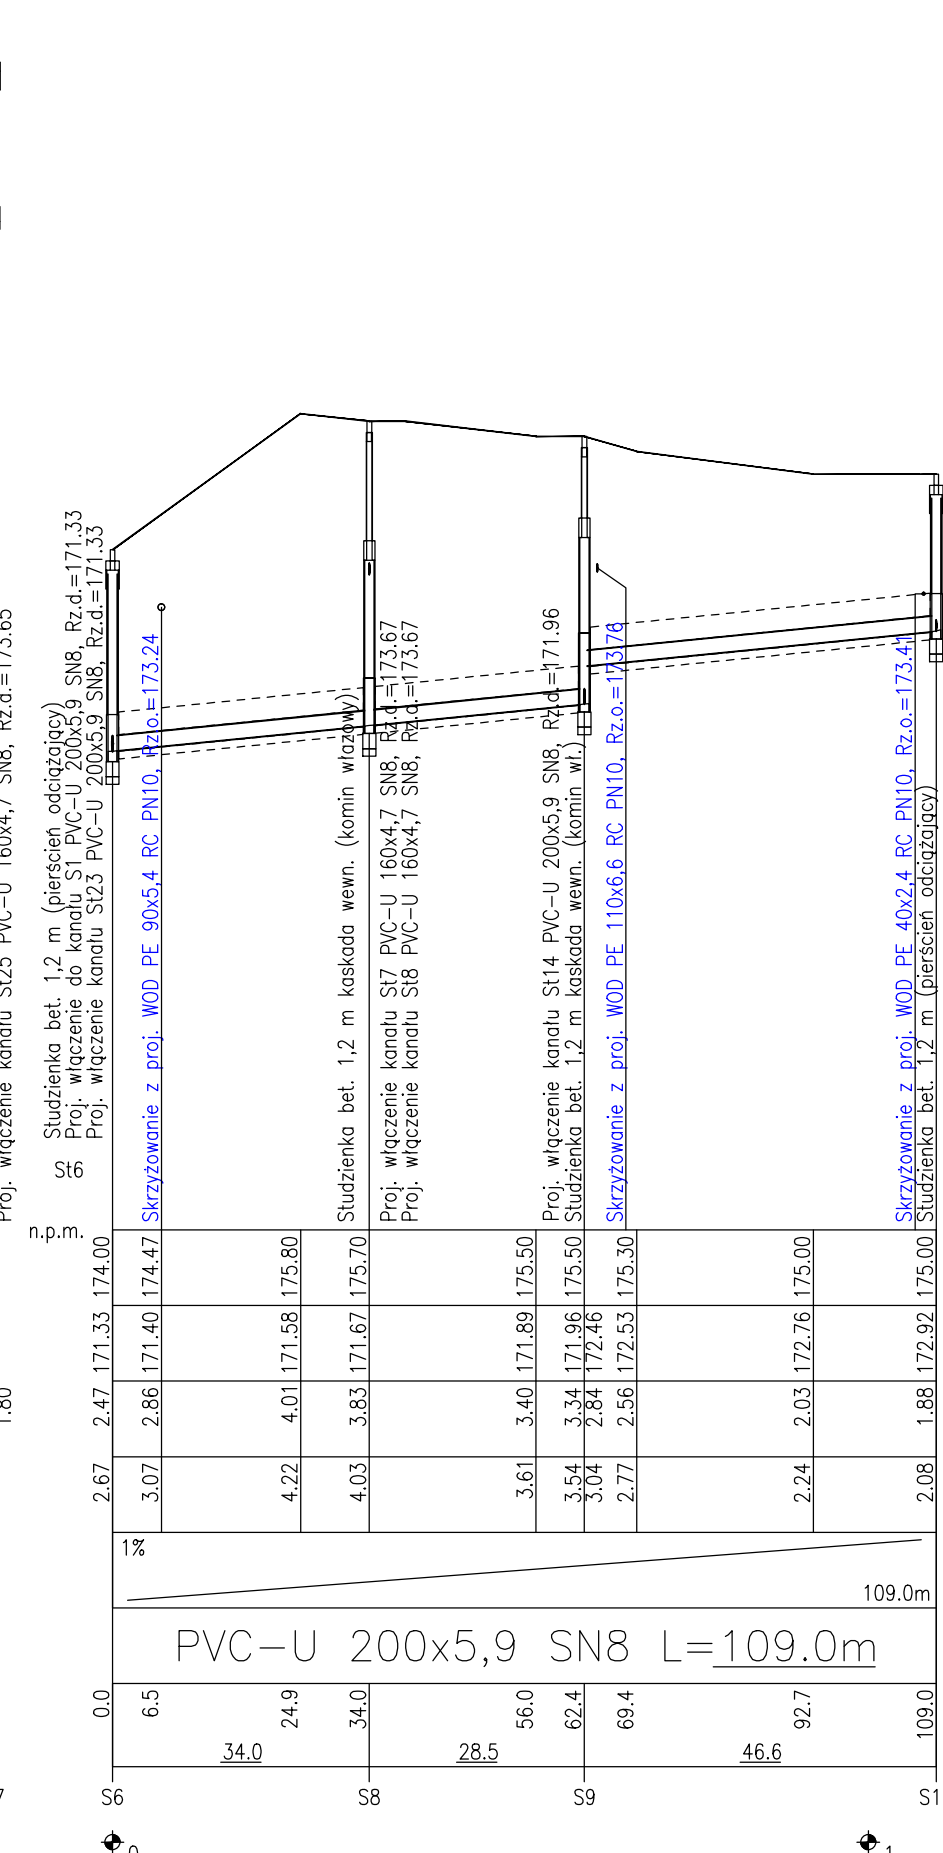 Proj. włączenie kanału St25 PVC-U 160x4,7 SN8, Rz.d.=173.65
Studzienka bet. 1,2 m (pierścień odciążający)
Proj. włączenie do kanału S1 PVC-U 200x5,9 SN8, Rz.d.=171.33
Proj. włączenie kanału St23 PVC-U 200x5,9 SN8, Rz.d.=171.33
Skrzyżowanie z proj. WOD PE 90x5,4 RC PN10, Rz.o.=173.24
Studzienka bet. 1,2 m kaskada wewn. (komin włazowy)
Proj. włączenie kanału St7 PVC-U 160x4,7 SN8, Rz.d.=173.67
Proj. włączenie kanału St8 PVC-U 160x4,7 SN8, Rz.d.=173.67
Proj. włączenie kanału St14 PVC-U 200x5,9 SN8, Rz.d.=171.96
Studzienka bet. 1,2 m kaskada wewn. (komin wł.)
Skrzyżowanie z proj. WOD PE 110x6,6 RC PN10, Rz.o.=173.76
Skrzyżowanie z proj. WOD PE 40x2,4 RC PN10, Rz.o.=173.41
Studzienka bet. 1,2 m (pierścień odciążający)
St6
n.p.m.
174.00 174.47 175.80 175.70 175.50 175.50 175.30 175.00 175.00
171.33 171.40 171.58 171.67 171.89 171.96 172.46 172.53 172.76 172.92
1.80 2.47 2.86 4.01 3.83 3.40 3.34 2.84 2.56 2.03 1.88
2.67 3.07 4.22 4.03 3.61 3.54 3.04 2.77 2.24 2.08
1%
109.0m
PVC-U 200x5,9 SN8 L=109.0m
0.0 6.5 24.9 34.0 56.0 62.4 69.4 92.7 109.0
34.0 28.5 46.6
S6 S8 S9 S1
0 1